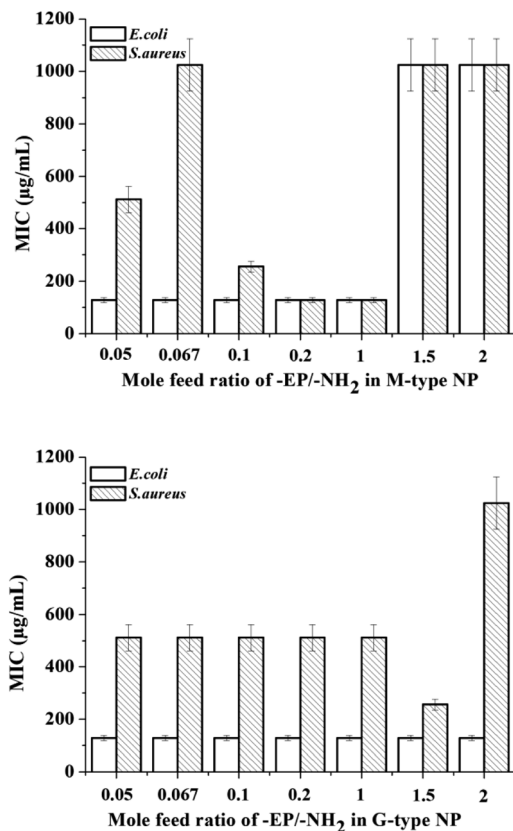 1200
1000
800
600
400
200
0
MIC (µg/mL)
E.coli
S.aureus
0.05 0.067 0.1 0.2 1 1.5 2
Mole feed ratio of -EP/-NH2 in M-type NP
1200
1000
800
600
400
200
0
MIC (µg/mL)
E.coli
S.aureus
0.05 0.067 0.1 0.2 1 1.5 2
Mole feed ratio of -EP/-NH2 in G-type NP